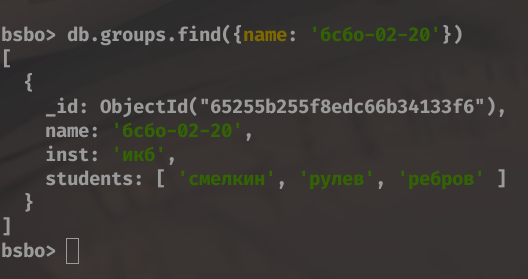 bsbo> db.groups.find({name: 'бсбо-02-20'})
[
{
_id: ObjectId("65255b255f8edc66b34133f6"),
name: 'бсбо-02-20',
inst: 'икб',
students: [ 'смелкин', 'рулев', 'ребров' ]
}
]
bsbo>